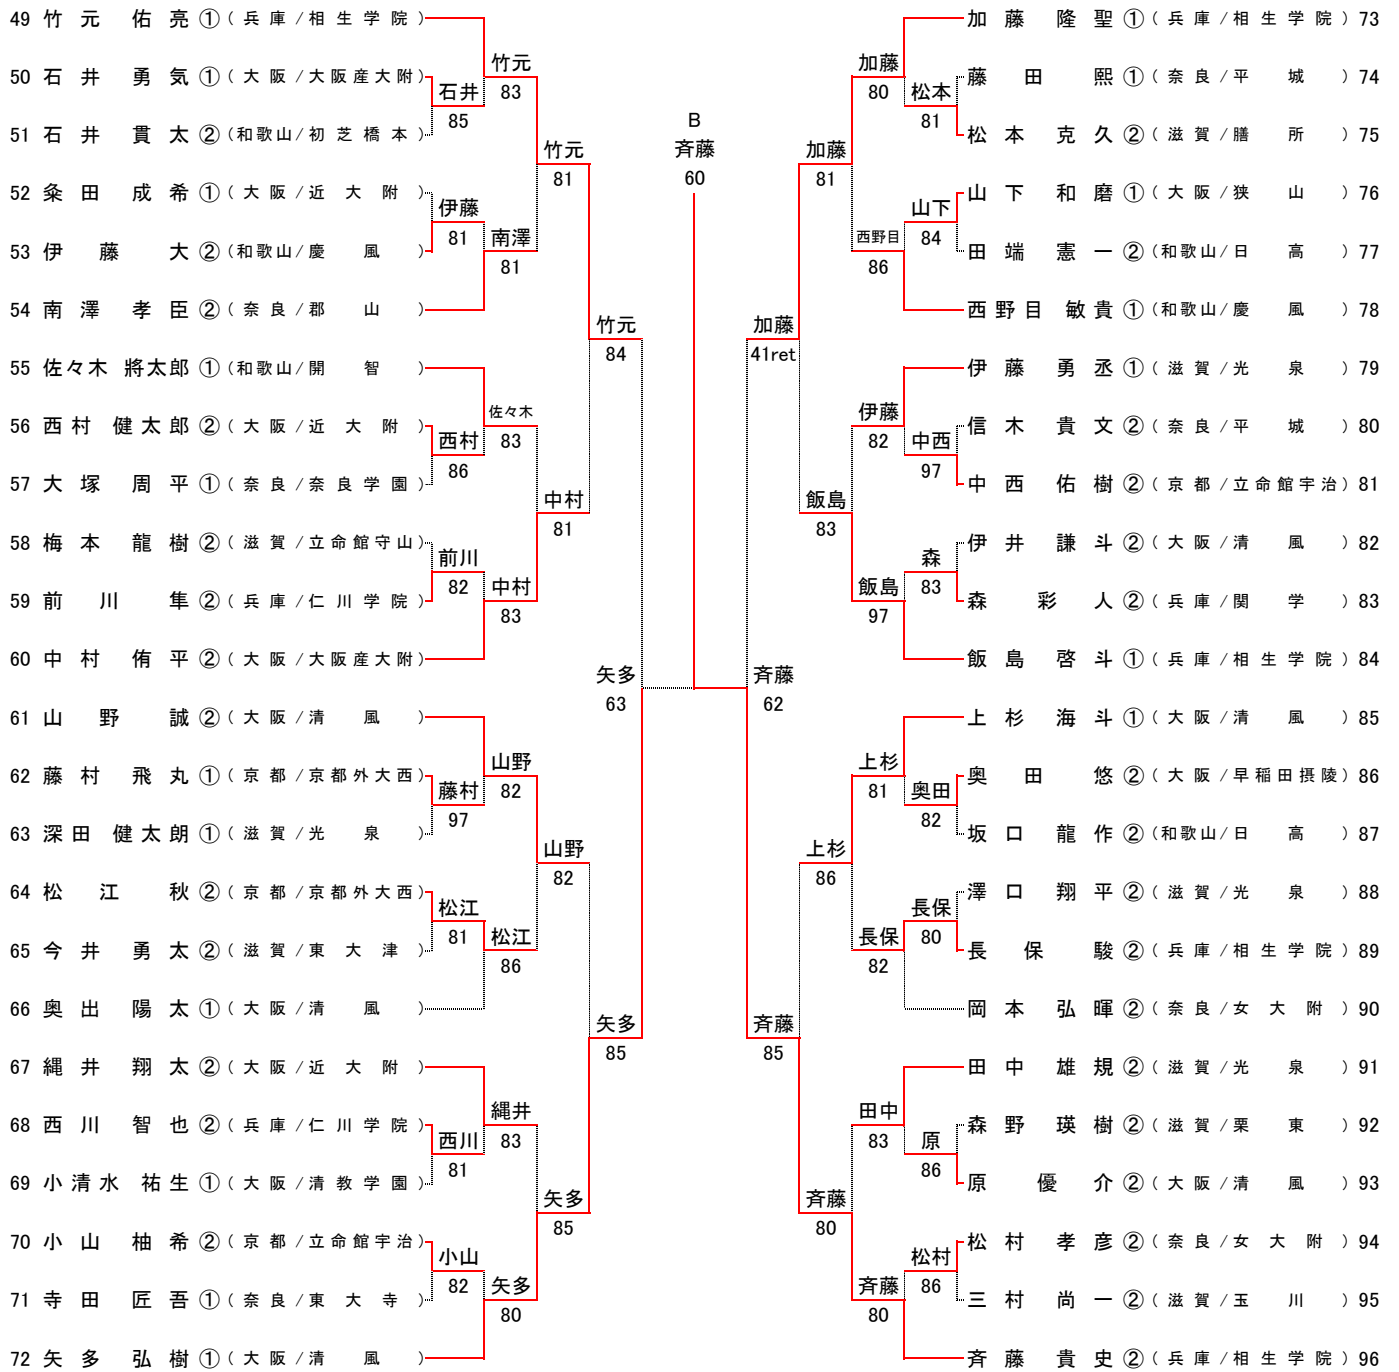 49 竹元 佑亮 ① (兵庫/相生学院)
50 石井 勇気 ① (大阪/大阪産大附)
51 石井 貫太 ② (和歌山/初芝橋本)
52 粂田 成希 ① (大阪/近大附)
53 伊藤 大 ② (和歌山/慶風)
54 南澤 孝臣 ② (奈良/郡山)
55 佐々木 將太郎 ① (和歌山/開智)
56 西村 健太郎 ② (大阪/近大附)
57 大塚 周平 ① (奈良/奈良学園)
58 梅本 龍樹 ② (滋賀/立命館守山)
59 前川 隼 ② (兵庫/仁川学院)
60 中村 侑平 ② (大阪/大阪産大附)
61 山野 誠 ② (大阪/清風)
62 藤村 飛丸 ① (京都/京都外大西)
63 深田 健太朗 ① (滋賀/光泉)
64 松江 秋 ② (京都/京都外大西)
65 今井 勇太 ② (滋賀/東大津)
66 奥出 陽太 ① (大阪/清風)
67 縄井 翔太 ② (大阪/近大附)
68 西川 智也 ② (兵庫/仁川学院)
69 小清水 祐生 ① (大阪/清教学園)
70 小山 柚希 ② (京都/立命館宇治)
71 寺田 匠吾 ① (奈良/東大寺)
72 矢多 弘樹 ① (大阪/清風)
石井
85
伊藤
81
西村
86
前川
82
藤村
97
松江
81
西川
81
小山
82
竹元
83
南澤
81
佐々木
83
中村
83
山野
82
松江
86
縄井
83
矢多
80
竹元
81
中村
81
山野
82
矢多
85
竹元
84
矢多
85
矢多
63
B
斉藤
60
斉藤
62
加藤
41ret
斉藤
85
加藤
81
飯島
83
上杉
86
斉藤
80
加藤
80
西野目
86
伊藤
82
飯島
97
上杉
81
長保
82
田中
83
斉藤
80
松本
81
山下
84
中西
97
森
83
奥田
82
長保
80
原
86
松村
86
加藤 隆聖 ① (兵庫/相生学院) 73
藤田 熙 ① (奈良/平城) 74
松本 克久 ② (滋賀/膳所) 75
山下 和磨 ① (大阪/狭山) 76
田端 憲一 ② (和歌山/日高) 77
西野目 敏貴 ① (和歌山/慶風) 78
伊藤 勇丞 ① (滋賀/光泉) 79
信木 貴文 ② (奈良/平城) 80
中西 佑樹 ② (京都/立命館宇治) 81
伊井 謙斗 ② (大阪/清風) 82
森 彩人 ② (兵庫/関学) 83
飯島 啓斗 ① (兵庫/相生学院) 84
上杉 海斗 ① (大阪/清風) 85
奥田 悠 ② (大阪/早稲田摂陵) 86
坂口 龍作 ② (和歌山/日高) 87
澤口 翔平 ② (滋賀/光泉) 88
長保 駿 ② (兵庫/相生学院) 89
岡本 弘暉 ② (奈良/女大附) 90
田中 雄規 ② (滋賀/光泉) 91
森野 瑛樹 ② (滋賀/栗東) 92
原 優介 ② (大阪/清風) 93
松村 孝彦 ② (奈良/女大附) 94
三村 尚一 ② (滋賀/玉川) 95
斉藤 貴史 ② (兵庫/相生学院) 96